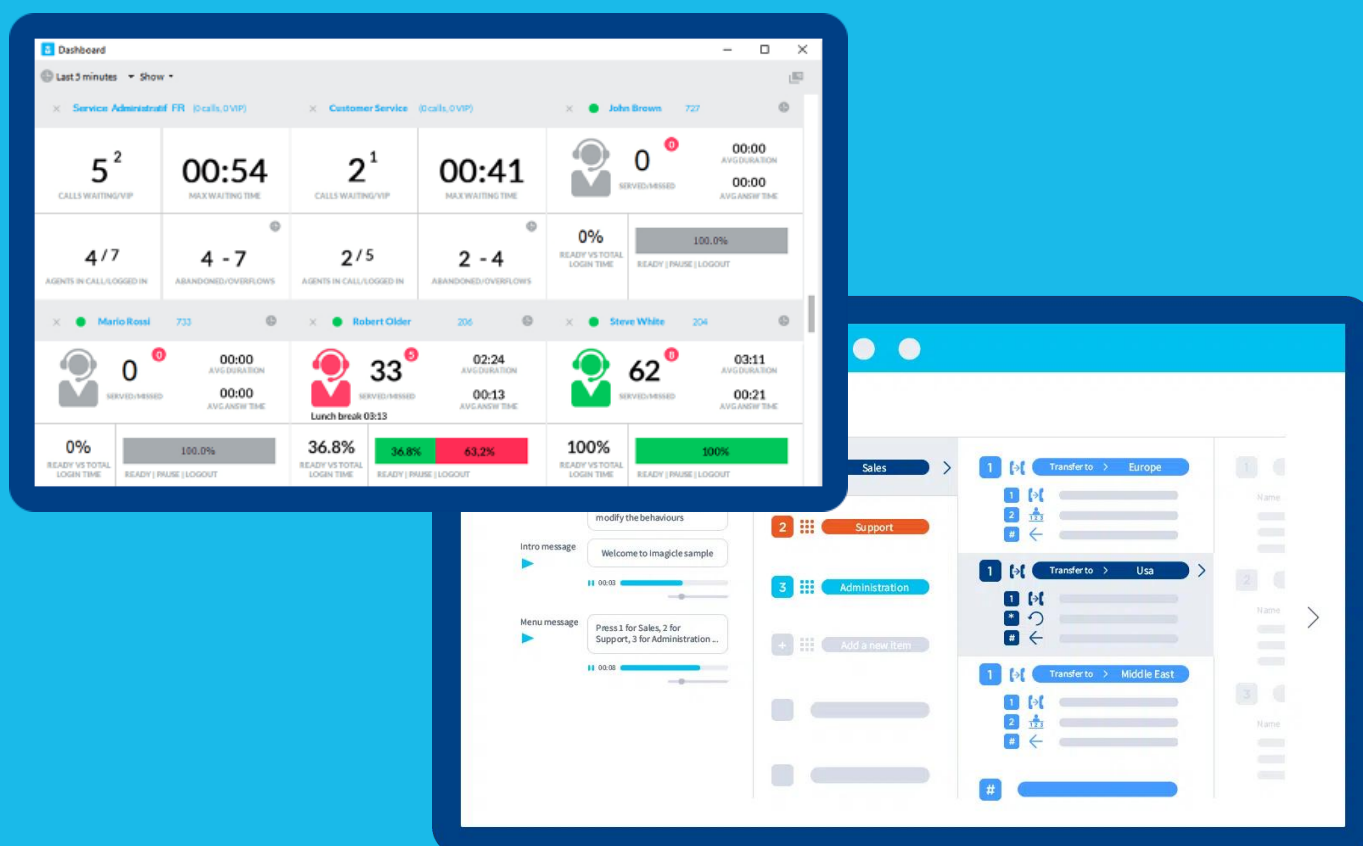 Dashboard
Last 5 minutes Show
Service Administratif FR (0 calls, 0 VIP) Customer Service (0 calls, 0 VIP) John Brown 727
5 2 00:54 2 1 00:41 0 0 00:00
AVG DURATION
CALLS WAITING/VIP MAX WAITING TIME CALLS WAITING/VIP MAX WAITING TIME SERVED/MISSED 00:00
AVG ANSW TIME
4/7 4 - 7 2/5 2 - 4 0% 100.0%
AGENTS IN CALL/LOGGED IN ABANDONED/OVERFLOWS AGENTS IN CALL/LOGGED IN ABANDONED/OVERFLOWS READY VS TOTAL READY | PAUSE | LOGOUT
LOGIN TIME
Mario Rossi 733 Robert Older 206 Steve White 204
0 0 00:00 33 5 02:24 62 8 03:11
AVG DURATION AVG DURATION AVG DURATION
SERVED/MISSED 00:00 SERVED/MISSED 00:13 SERVED/MISSED 00:21
AVG ANSW TIME AVG ANSW TIME AVG ANSW TIME
Lunch break 03:13
0% 100.0% 36.8% 36.8% 63,2% 100% 100%
READY VS TOTAL READY | PAUSE | LOGOUT READY VS TOTAL READY | PAUSE | LOGOUT READY VS TOTAL READY | PAUSE | LOGOUT
LOGIN TIME LOGIN TIME LOGIN TIME
modify the behaviours
Intro message
Welcome to Imagicle sample
00:03
Menu message
Press 1 for Sales, 2 for
Support, 3 for Administration ...
00:08
Sales
2 Support
3 Administration
+ Add a new item
1 Transfer to > Europe
1
2
#
1 Transfer to > Usa
1
*
#
1 Transfer to > Middle East
1
2
#
#
1
Name
2
Name
3
Name